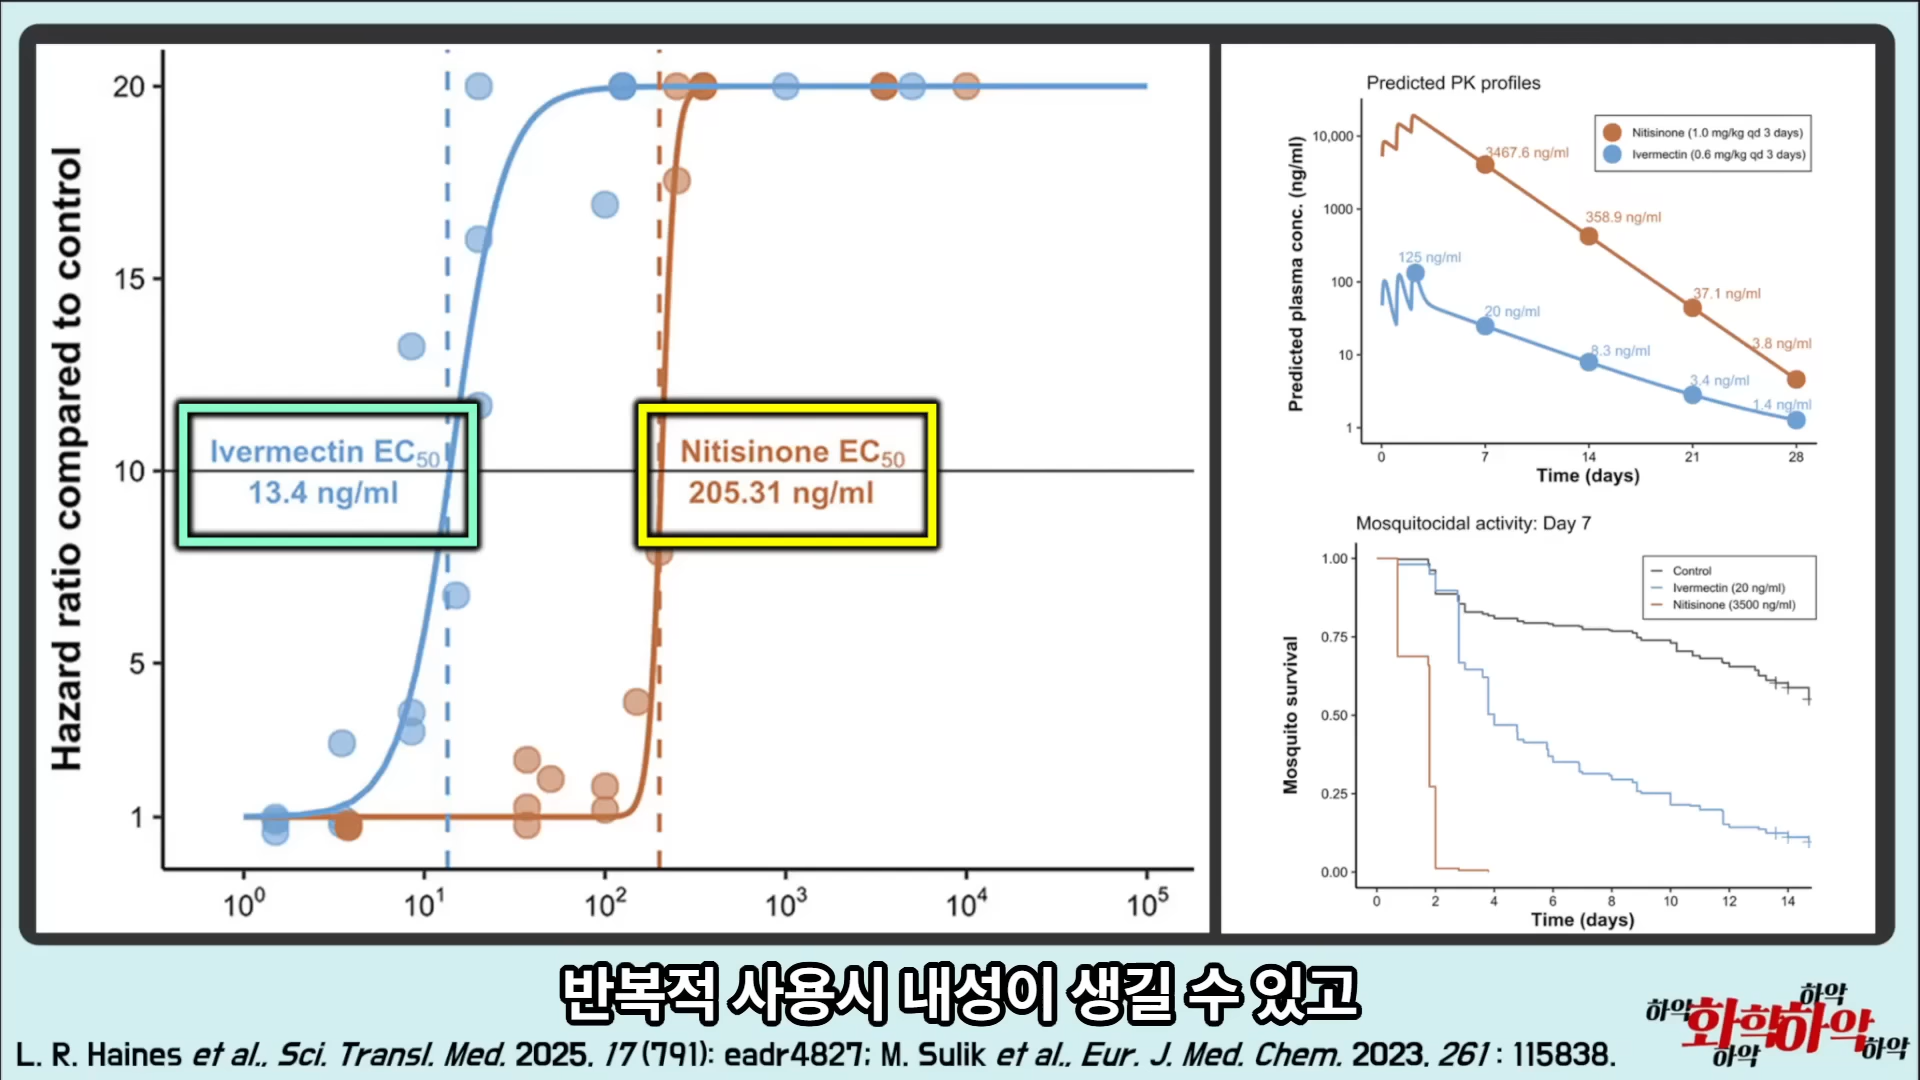 Hazard ratio compared to control
20
15
10
5
1
Ivermectin EC50
13.4 ng/ml
Nitisinone EC50
205.31 ng/ml
10^0
10^1
10^2
10^3
10^4
10^5
Predicted PK profiles
Predicted plasma conc. (ng/ml)
10,000
1000
100
10
1
Nitisinone (1.0 mg/kg qd 3 days)
Ivermectin (0.6 mg/kg qd 3 days)
3467.6 ng/ml
358.9 ng/ml
37.1 ng/ml
3.8 ng/ml
125 ng/ml
20 ng/ml
8.3 ng/ml
3.4 ng/ml
1.4 ng/ml
0 7 14 21 28
Time (days)
Mosquitocidal activity: Day 7
Mosquito survival
1.00
0.75
0.50
0.25
0.00
Control
Ivermectin (20 ng/ml)
Nitisinone (3500 ng/ml)
0 2 4 6 8 10 12 14
Time (days)
반복적 사용시 내성이 생길 수 있고
L. R. Haines et al., Sci. Transl. Med. 2025, 17 (791): eadr4827; M. Sulik et al., Eur. J. Med. Chem. 2023, 261 : 115838.
하악
하악
화학하악
하악
하악